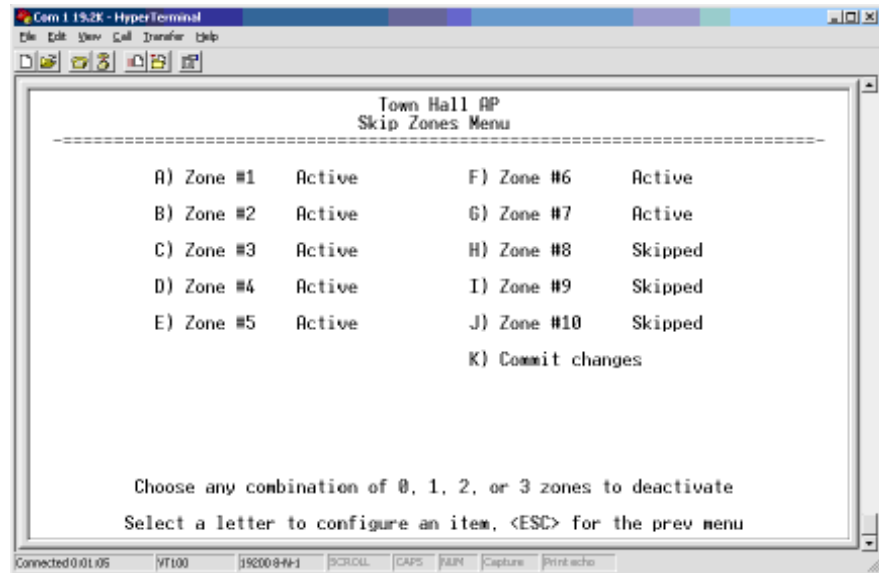 Com 1 19.2K - HyperTerminal
File Edit View Call Transfer Help
Town Hall AP
Skip Zones Menu
-==============================================================================-
A) Zone #1 Active F) Zone #6 Active
B) Zone #2 Active G) Zone #7 Active
C) Zone #3 Active H) Zone #8 Skipped
D) Zone #4 Active I) Zone #9 Skipped
E) Zone #5 Active J) Zone #10 Skipped
K) Commit changes
Choose any combination of 0, 1, 2, or 3 zones to deactivate
Select a letter to configure an item, <ESC> for the prev menu
Connected 0:01:05 VT100 19200 8-N-1 SCROLL CAPS NUM Capture Print echo